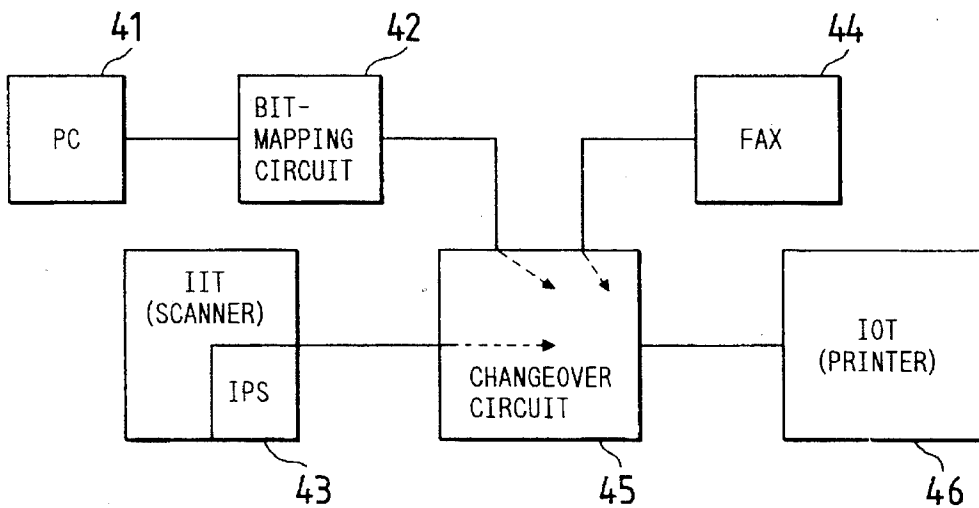 41
42
44
PC
BIT-
MAPPING
CIRCUIT
FAX
IIT
(SCANNER)
IPS
CHANGEOVER
CIRCUIT
IOT
(PRINTER)
43
45
46